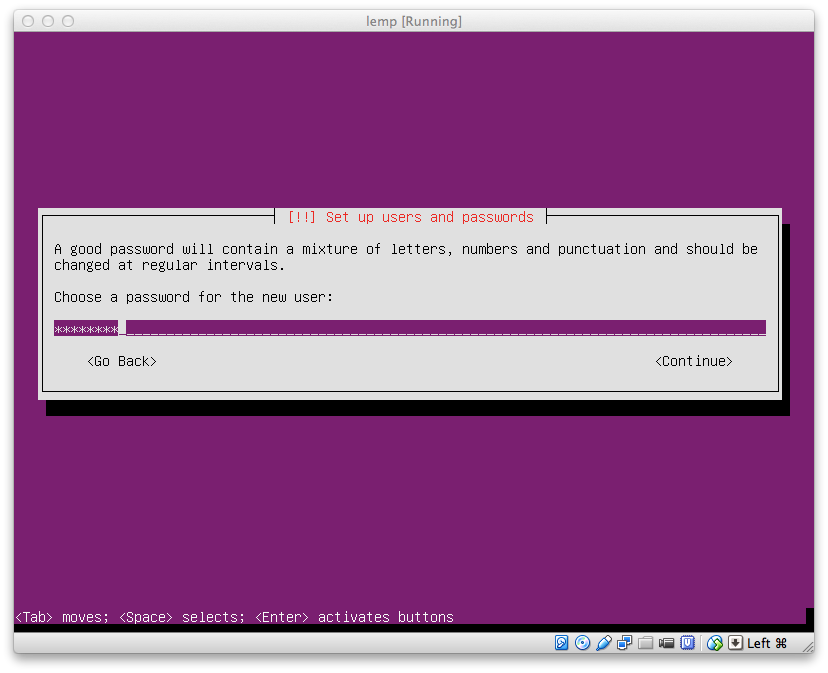 lemp [Running]
[!!] Set up users and passwords
A good password will contain a mixture of letters, numbers and punctuation and should be
changed at regular intervals.
Choose a password for the new user:
********
<Go Back> <Continue>
<Tab> moves; <Space> selects; <Enter> activates buttons
Left ⌘